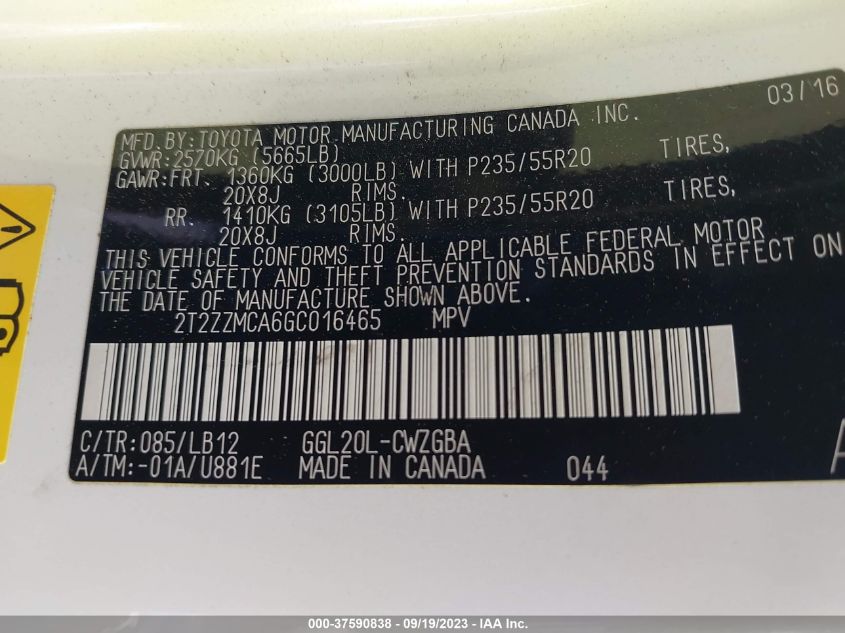 03/16
MFD.BY:TOYOTA MOTOR MANUFACTURING CANADA INC.
GVWR:2570KG (5665LB)
GAWR:FRT. 1360KG (3000LB) WITH P235/55R20 TIRES,
20X8J RIMS.
RR. 1410KG (3105LB) WITH P235/55R20 TIRES,
20X8J RIMS.
THIS VEHICLE CONFORMS TO ALL APPLICABLE FEDERAL MOTOR
VEHICLE SAFETY AND THEFT PREVENTION STANDARDS IN EFFECT ON
THE DATE OF MANUFACTURE SHOWN ABOVE.
2T2ZZMCA6GC016465 MPV
C/TR:085/LB12 GGL20L-CWZGBA
A/TM:-01A/U881E MADE IN CANADA 044
000-37590838 - 09/19/2023 - IAA Inc.